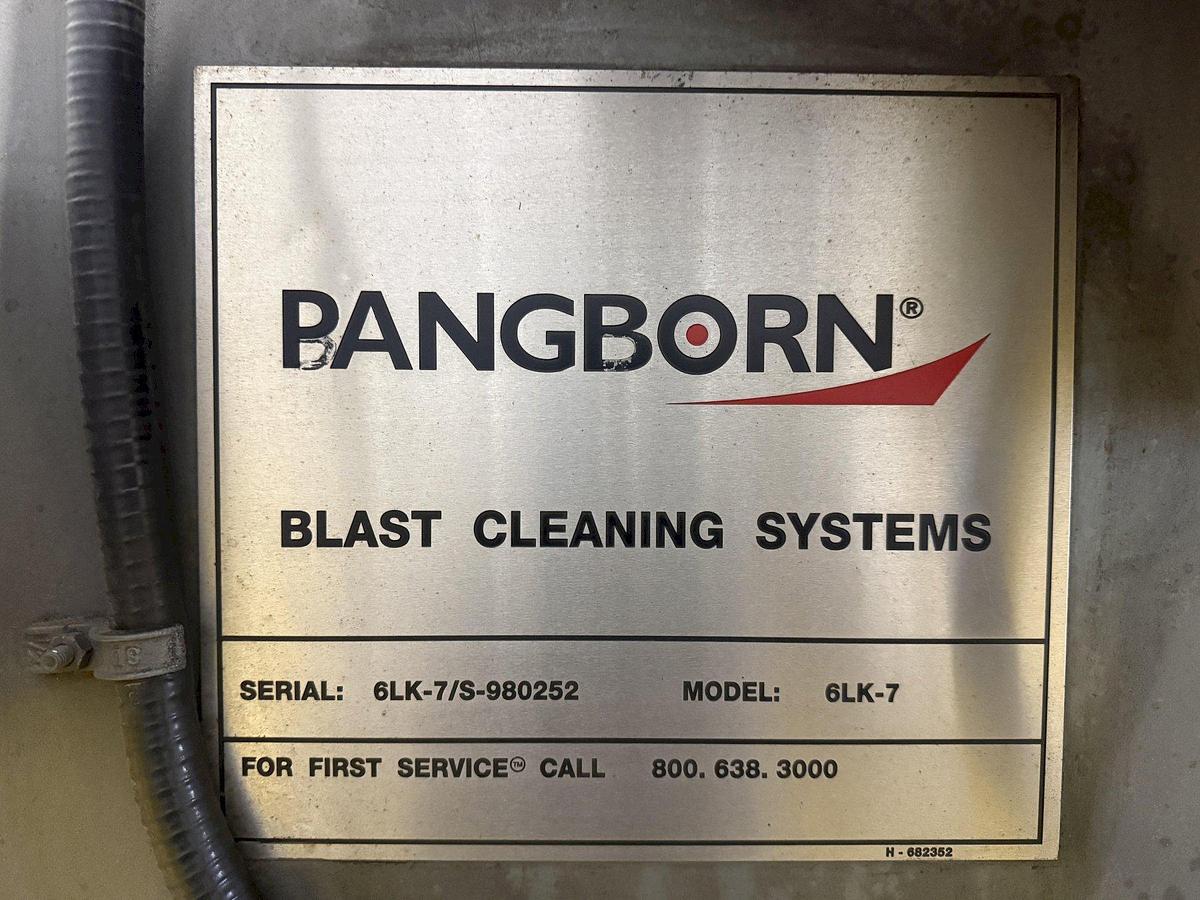 PANGBORN®
BLAST CLEANING SYSTEMS
SERIAL: 6LK-7/S-980252 MODEL: 6LK-7
FOR FIRST SERVICE™ CALL 800. 638. 3000
H - 682352